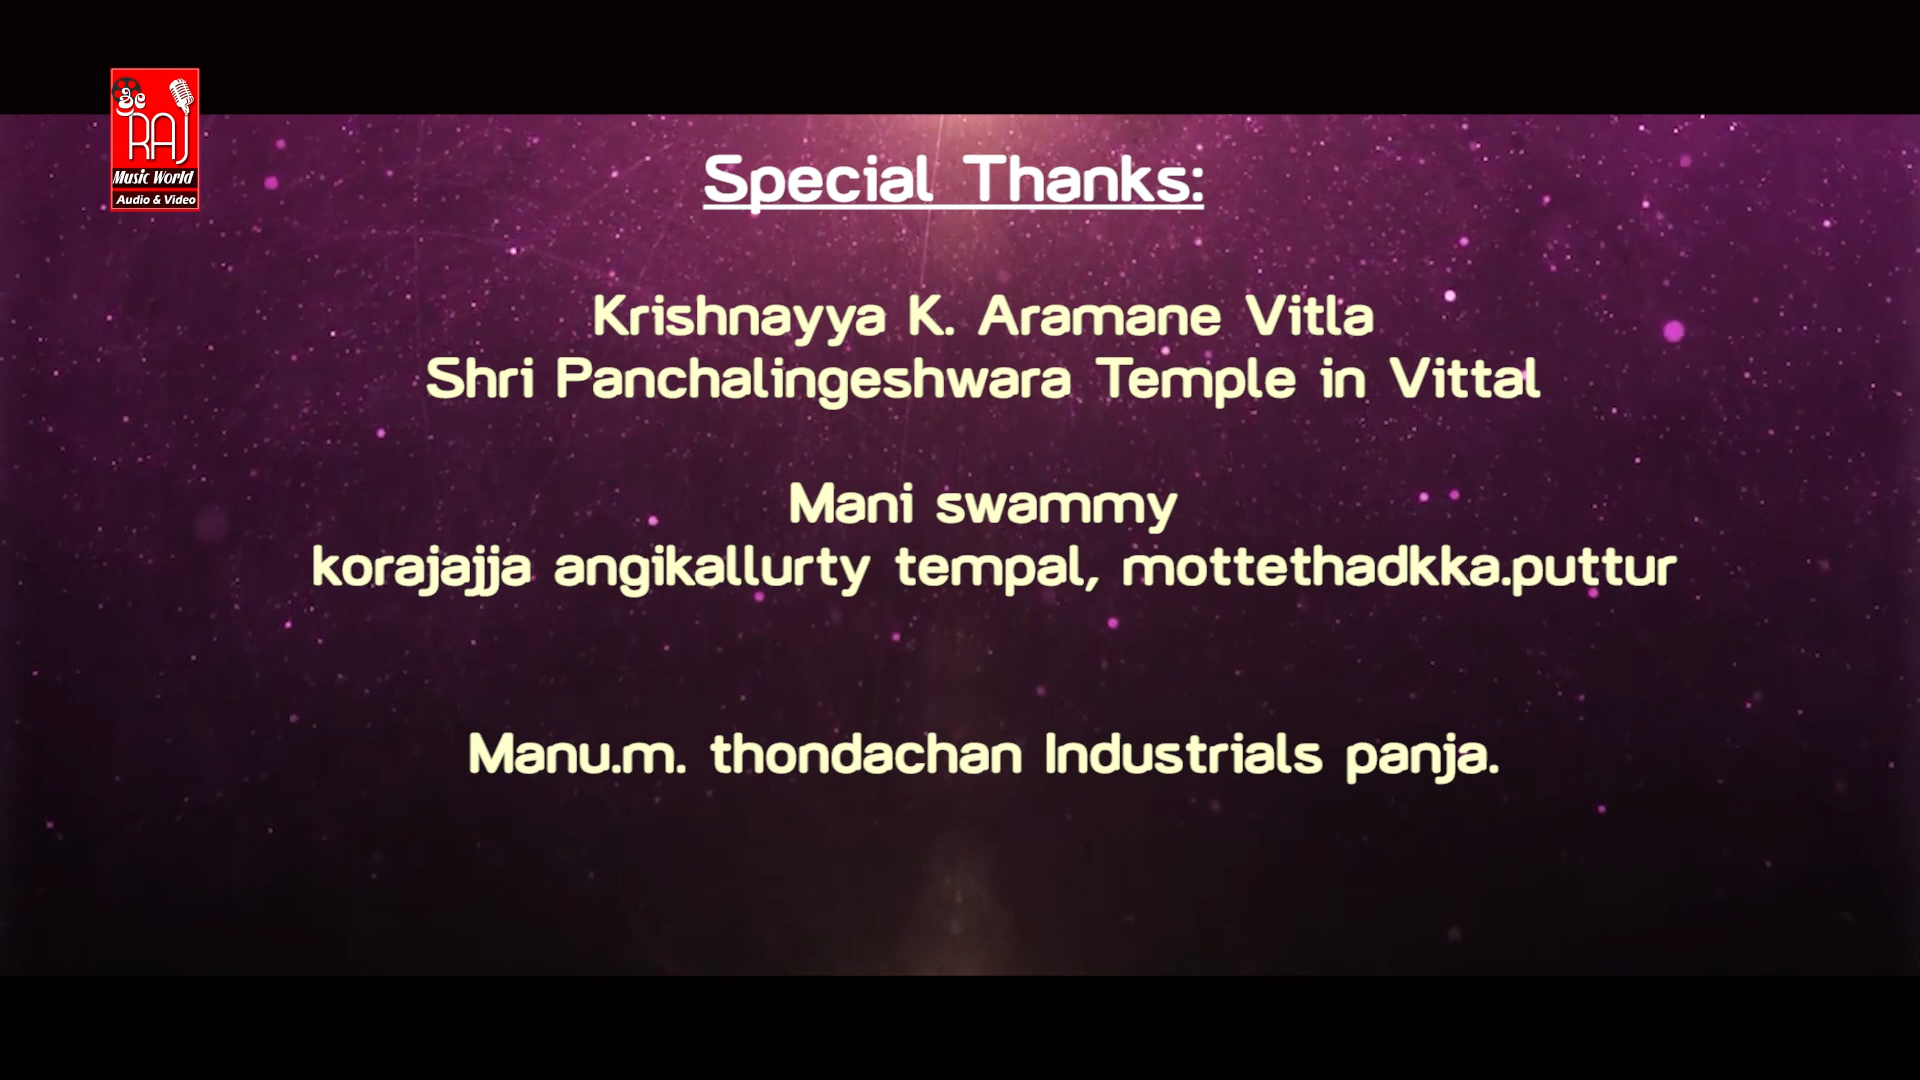 ಶ್ರೀ
RAJ
Music World
Audio & Video
Special Thanks:
Krishnayya K. Aramane Vitla
Shri Panchalingeshwara Temple in Vittal
Mani swammy
korajajja angikallurty tempal, mottethadkka.puttur
Manu.m. thondachan Industrials panja.